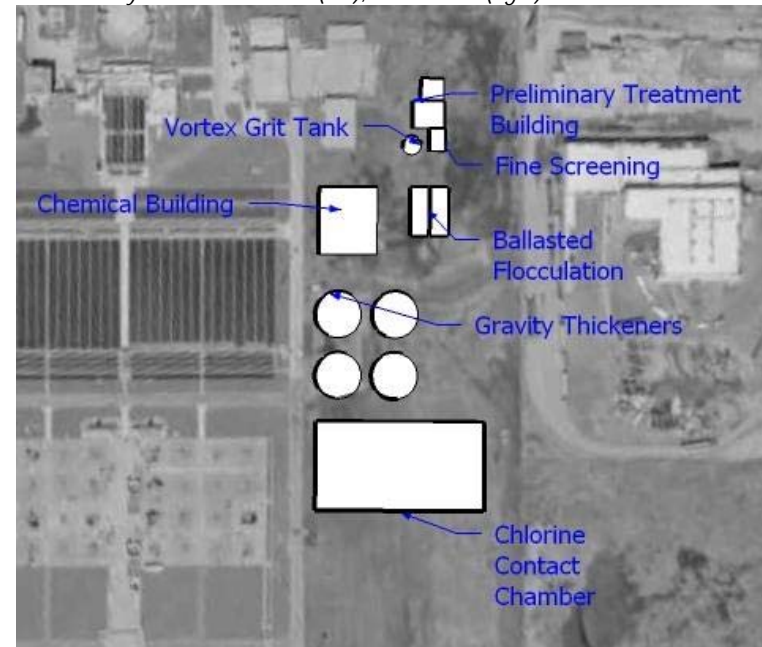 Preliminary Treatment
Building
Vortex Grit Tank
Fine Screening
Chemical Building
Ballasted
Flocculation
Gravity Thickeners
Chlorine
Contact
Chamber